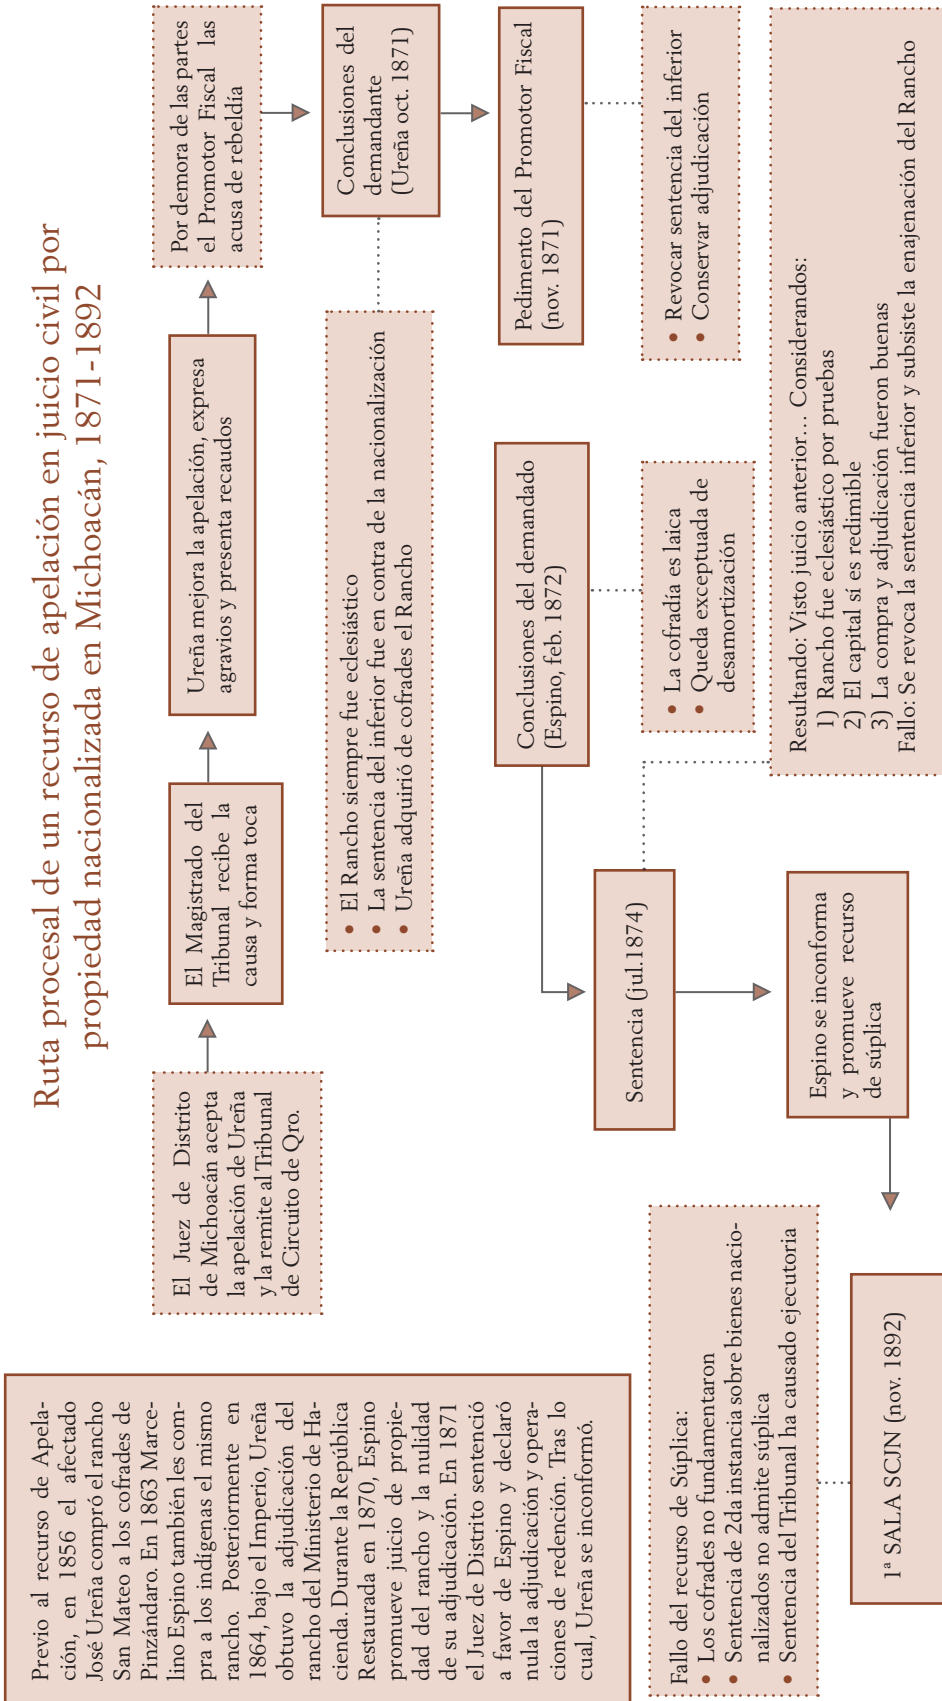 Ruta procesal de un recurso de apelación en juicio civil por
propiedad nacionalizada en Michoacán, 1871-1892
Previo al recurso de Apela-
ción, en 1856 el afectado
José Ureña compró el rancho
San Mateo a los cofrades de
Pinzándaro. En 1863 Marce-
lino Espino también les com-
pra a los indígenas el mismo
rancho. Posteriormente en
1864, bajo el Imperio, Ureña
obtuvo la adjudicación del
rancho del Ministerio de Ha-
cienda. Durante la República
Restaurada en 1870, Espino
promueve juicio de propie-
dad del rancho y la nulidad
de su adjudicación. En 1871
el Juez de Distrito sentenció
a favor de Espino y declaró
nula la adjudicación y opera-
ciones de redención. Tras lo
cual, Ureña se inconformó.
El Juez de Distrito
de Michoacán acepta
la apelación de Ureña
y la remite al Tribunal
de Circuito de Qro.
El Magistrado del
Tribunal recibe la
causa y forma toca
Ureña mejora la apelación, expresa
agravios y presenta recaudos
Por demora de las partes
el Promotor Fiscal las
acusa de rebeldía
Conclusiones del
demandante
(Ureña oct. 1871)
• El Rancho siempre fue eclesiástico
• La sentencia del inferior fue en contra de la nacionalización
• Ureña adquirió de cofrades el Rancho
Pedimento del Promotor Fiscal
(nov. 1871)
• Revocar sentencia del inferior
• Conservar adjudicación
Conclusiones del demandado
(Espino, feb. 1872)
• La cofradía es laica
• Queda exceptuada de
desamortización
Sentencia (jul.1874)
Resultando: Visto juicio anterior... Considerandos:
1) Rancho fue eclesiástico por pruebas
2) El capital sí es redimible
3) La compra y adjudicación fueron buenas
Fallo: Se revoca la sentencia inferior y subsiste la enajenación del Rancho
Espino se inconforma
y promueve recurso
de súplica
1ª SALA SCJN (nov. 1892)
Fallo del recurso de Súplica:
• Los cofrades no fundamentaron
• Sentencia de 2da instancia sobre bienes nacio-
nalizados no admite súplica
• Sentencia del Tribunal ha causado ejecutoria